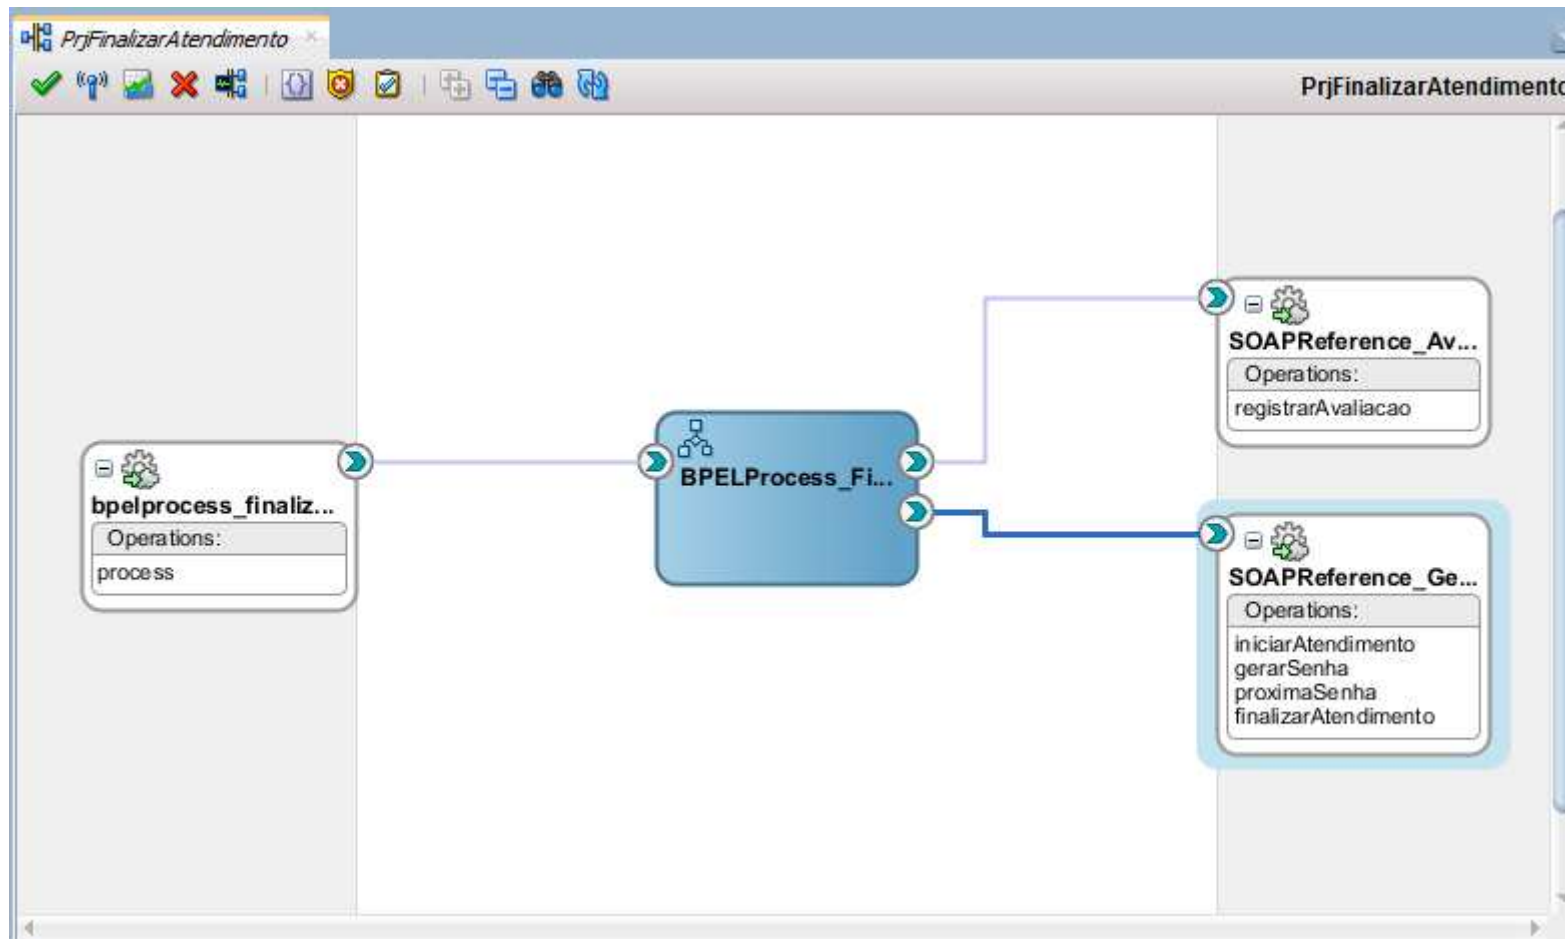 PrjFinalizarAtendimento
PrjFinalizarAtendimento
bpelprocess_finaliz...
Operations:
process
BPELProcess_Fi...
SOAPReference_Av...
Operations:
registrarAvaliacao
SOAPReference_Ge...
Operations:
iniciarAtendimento
gerarSenha
proximaSenha
finalizarAtendimento